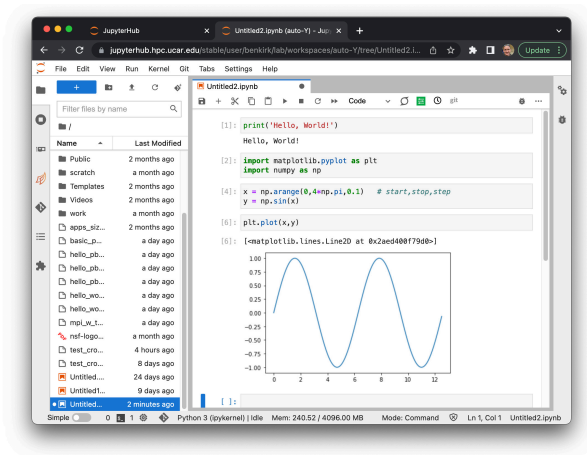 JupyterHub
Untitled2.ipynb (auto-Y) - Jupy
jupyterhub.hpc.ucar.edu/stable/user/benkirk/lab/workspaces/auto-Y/tree/Untitled2.i...
Update
File Edit View Run Kernel Git Tabs Settings Help
Filter files by name
/
Name Last Modified
Public 2 months ago
scratch a month ago
Templates 2 months ago
Videos 2 months ago
work a month ago
apps_siz... 2 months ago
basic_p... a day ago
hello_pb... a day ago
hello_pb... a day ago
hello_pb... a day ago
hello_wo... a day ago
hello_wo... a day ago
mpi_w_t... a day ago
nsf-logo... a month ago
test_cro... 4 hours ago
test_cro... 8 days ago
Untitled.... 24 days ago
Untitled1... 9 days ago
Untitled... 2 minutes ago
Untitled2.ipynb
Code
git
[1]: print('Hello, World!')
Hello, World!
[2]: import matplotlib.pyplot as plt
import numpy as np
[4]: x = np.arange(0,4*np.pi,0.1) # start,stop,step
y = np.sin(x)
[6]: plt.plot(x,y)
[6]: [<matplotlib.lines.Line2D at 0x2aed400f79d0>]
1.00
0.75
0.50
0.25
0.00
−0.25
−0.50
−0.75
−1.00
0 2 4 6 8 10 12
[ ]:
Simple 0 1 Python 3 (ipykernel) | Idle Mem: 240.52 / 4096.00 MB Mode: Command Ln 1, Col 1 Untitled2.ipynb